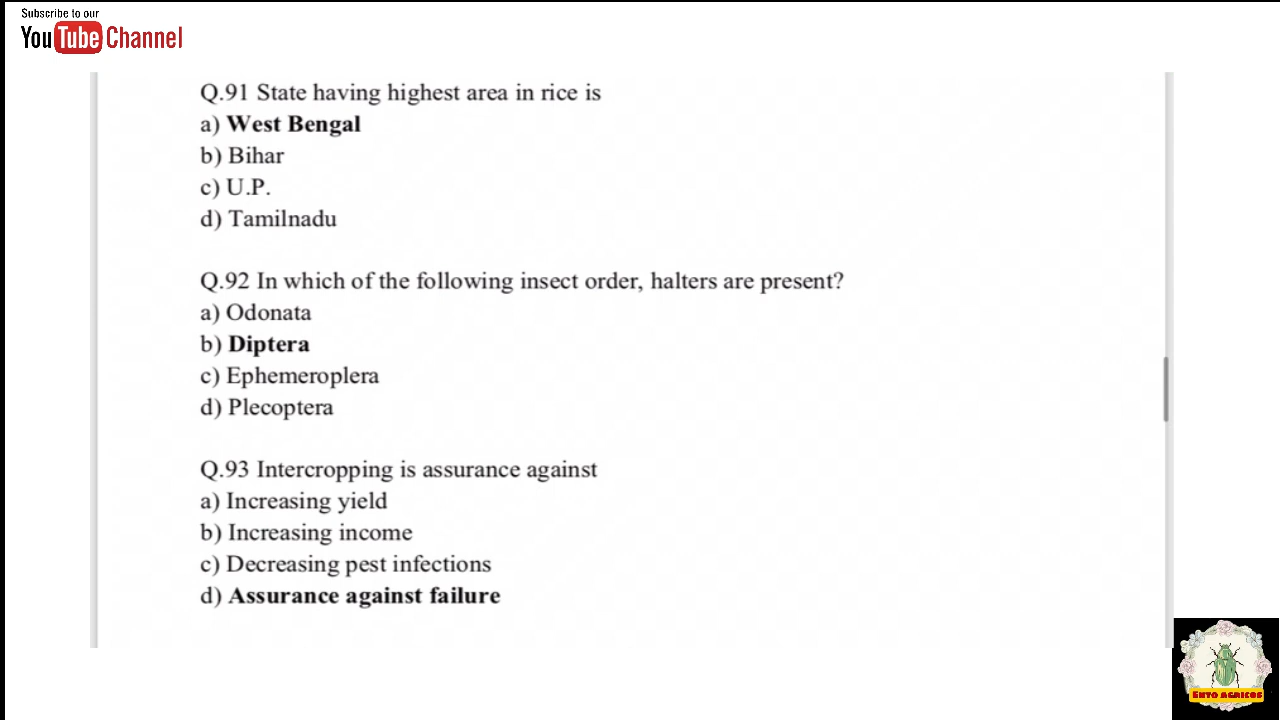 Subscribe to our
YouTube Channel
Q.91 State having highest area in rice is
a) West Bengal
b) Bihar
c) U.P.
d) Tamilnadu
Q.92 In which of the following insect order, halters are present?
a) Odonata
b) Diptera
c) Ephemeroplera
d) Plecoptera
Q.93 Intercropping is assurance against
a) Increasing yield
b) Increasing income
c) Decreasing pest infections
d) Assurance against failure
ENTO AGRICOS